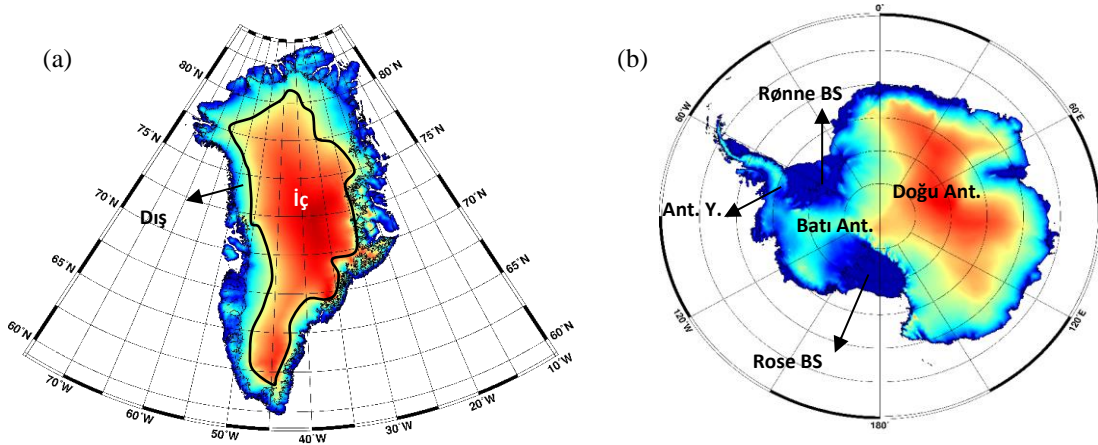 (a)
80°N
80°N
75°N
75°N
70°N
70°N
65°N
65°N
60°N
60°N
70°W
60°W
50°W
40°W
30°W
20°W
10°W
İç
Dış
(b)
0°
60°W
60°E
120°W
120°E
180°
Rønne BS
Doğu Ant.
Ant. Y.
Batı Ant.
Rose BS